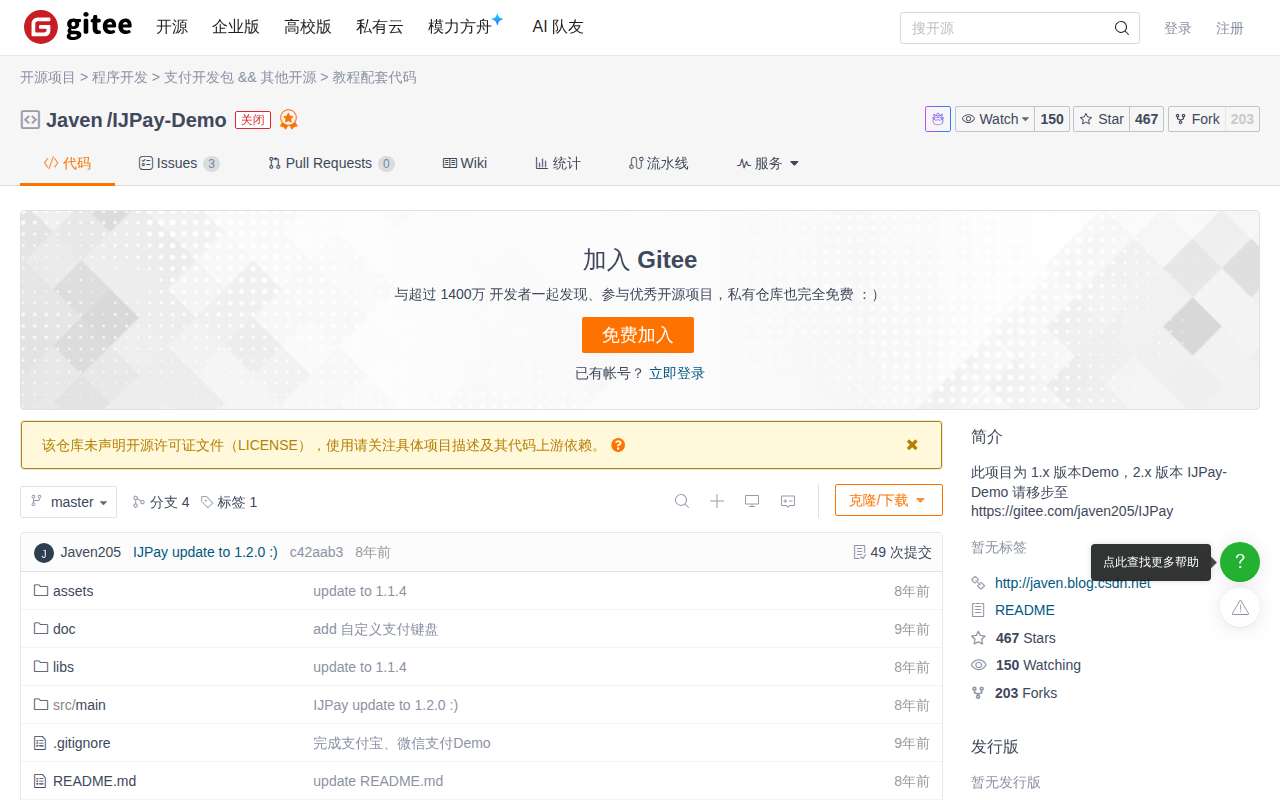 gitee 开源 企业版 高校版 私有云 模力方舟 AI 队友 搜开源 登录 注册
开源项目 > 程序开发 > 支付开发包 && 其他开源 > 教程配套代码
Javen / IJPay-Demo 关闭 Watch 150 Star 467 Fork 203
代码 Issues 3 Pull Requests 0 Wiki 统计 流水线 服务
加入 Gitee
与超过 1400万 开发者一起发现、参与优秀开源项目，私有仓库也完全免费 ：）
免费加入
已有帐号？ 立即登录
该仓库未声明开源许可证文件（LICENSE），使用请关注具体项目描述及其代码上游依赖。
master 分支 4 标签 1 克隆/下载
J Javen205 IJPay update to 1.2.0 :) c42aab3 8年前 49 次提交
assets update to 1.1.4 8年前
doc add 自定义支付键盘 9年前
libs update to 1.1.4 8年前
src/main IJPay update to 1.2.0 :) 8年前
.gitignore 完成支付宝、微信支付Demo 9年前
README.md update README.md 8年前
简介
此项目为 1.x 版本Demo，2.x 版本 IJPay-
Demo 请移步至
https://gitee.com/javen205/IJPay
暂无标签
点此查找更多帮助 ?
http://javen.blog.csdn.net
README
467 Stars
150 Watching
203 Forks
发行版
暂无发行版